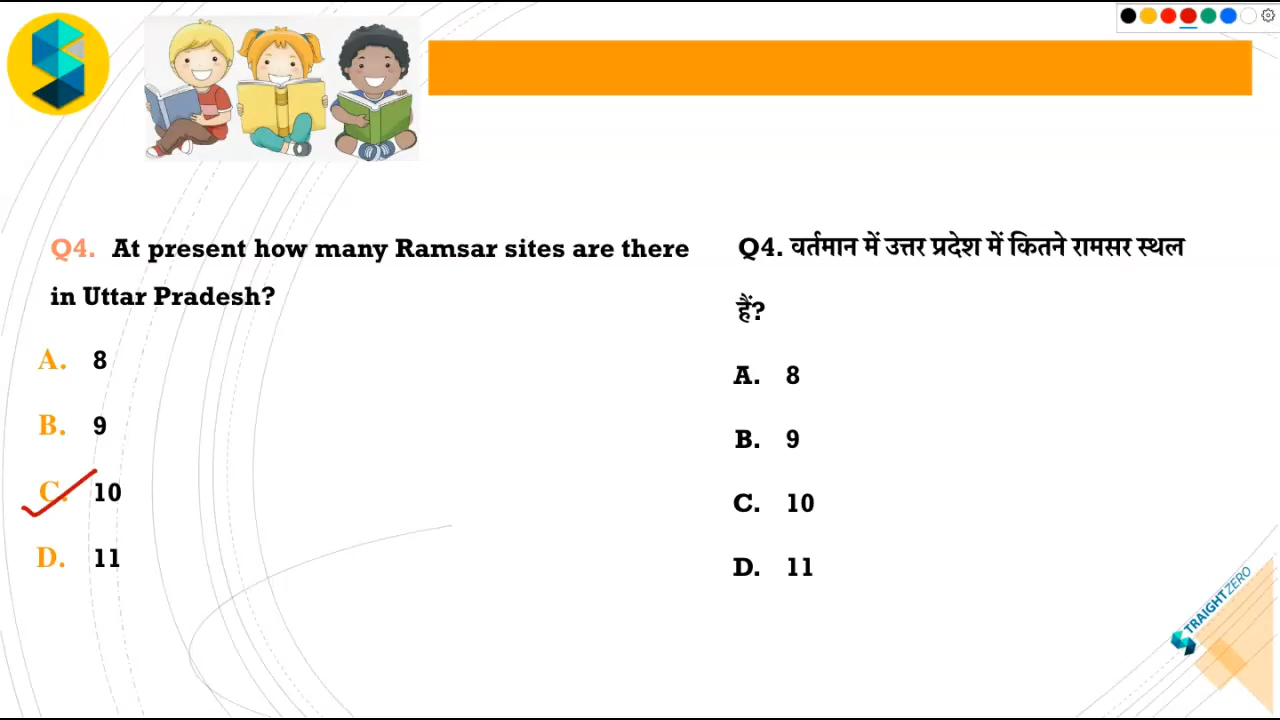 Q4. At present how many Ramsar sites are there
in Uttar Pradesh?
A. 8
B. 9
C. 10
D. 11
Q4. वर्तमान में उत्तर प्रदेश में कितने रामसर स्थल
हैं?
A. 8
B. 9
C. 10
D. 11
TRAIGHTZERO